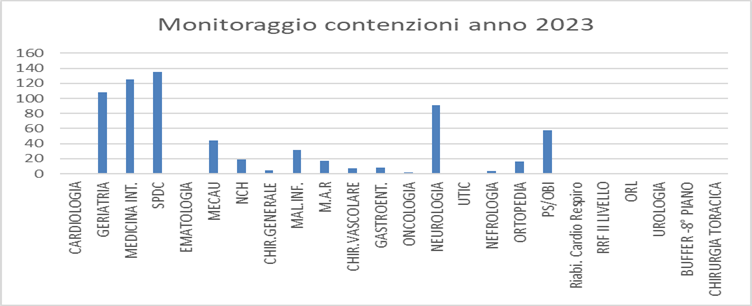 Monitoraggio contenzioni anno 2023
160
140
120
100
80
60
40
20
0
CARDIOLOGIA
GERIATRIA
MEDICINA INT.
SPDC
EMATOLOGIA
MECAU
NCH
CHIR.GENERALE
MAL.INF.
M.A.R
CHIR.VASCOLARE
GASTROENT.
ONCOLOGIA
NEUROLOGIA
UTIC
NEFROLOGIA
ORTOPEDIA
PS/OBI
Riabi. Cardio Respiro
RRF II LIVELLO
ORL
UROLOGIA
BUFFER -8° PIANO
CHIRURGIA TORACICA